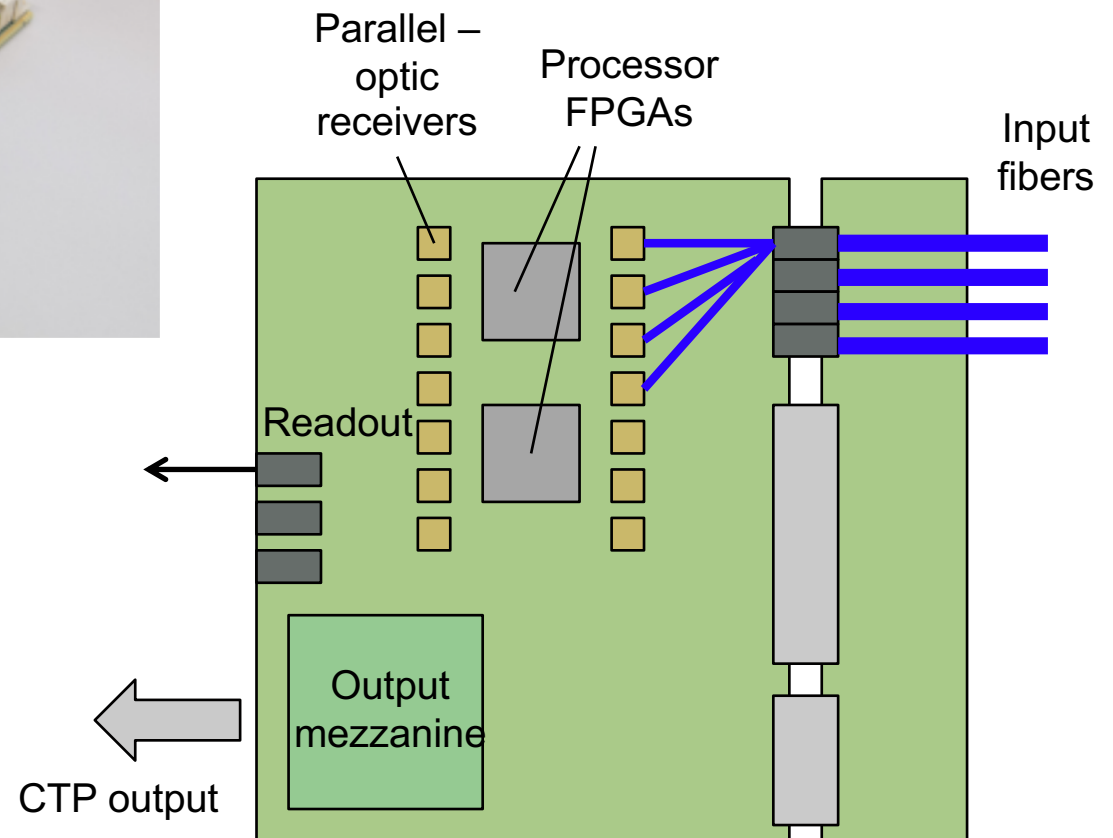 Parallel –
optic
receivers
Processor
FPGAs
Input
fibers
Readout
Output
mezzanine
CTP output